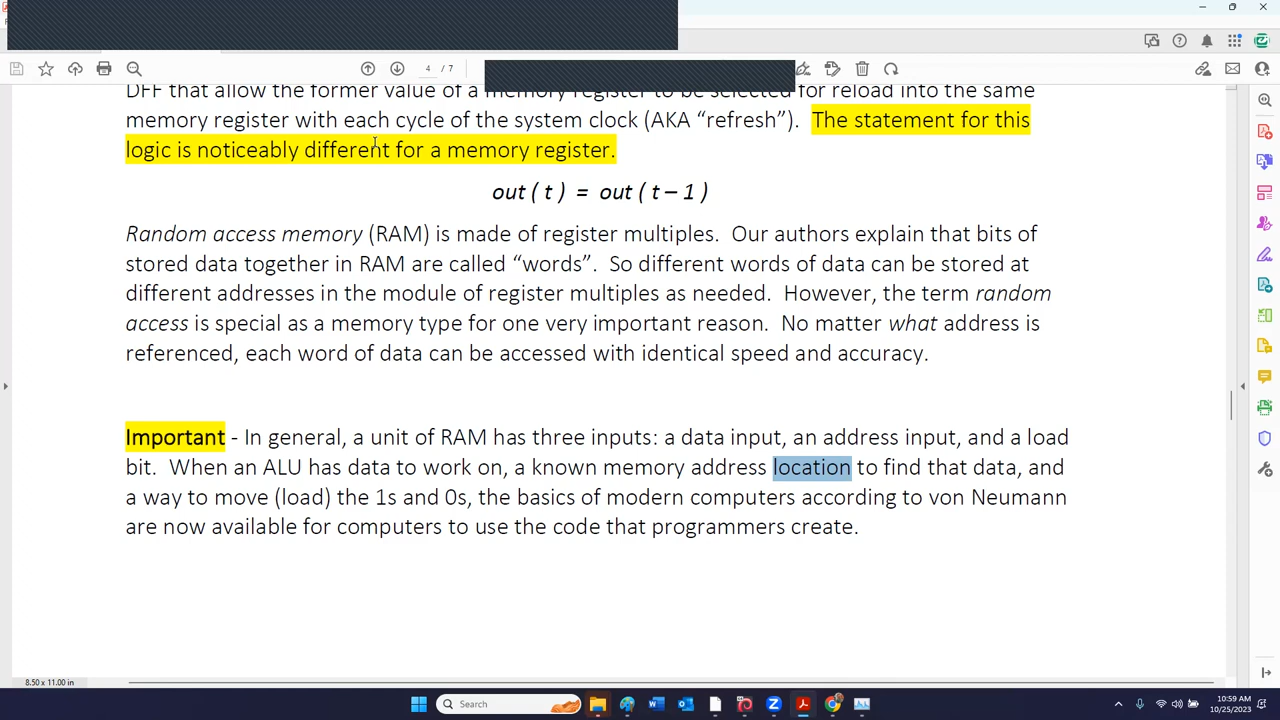 4 / 7
DFF that allow the former value of a memory register to be selected for reload into the same
memory register with each cycle of the system clock (AKA “refresh”). The statement for this
logic is noticeably different for a memory register.
out ( t ) = out ( t – 1 )
Random access memory (RAM) is made of register multiples. Our authors explain that bits of
stored data together in RAM are called “words”. So different words of data can be stored at
different addresses in the module of register multiples as needed. However, the term random
access is special as a memory type for one very important reason. No matter what address is
referenced, each word of data can be accessed with identical speed and accuracy.
Important - In general, a unit of RAM has three inputs: a data input, an address input, and a load
bit. When an ALU has data to work on, a known memory address location to find that data, and
a way to move (load) the 1s and 0s, the basics of modern computers according to von Neumann
are now available for computers to use the code that programmers create.
8.50 x 11.00 in
Search
10:59 AM
10/25/2023